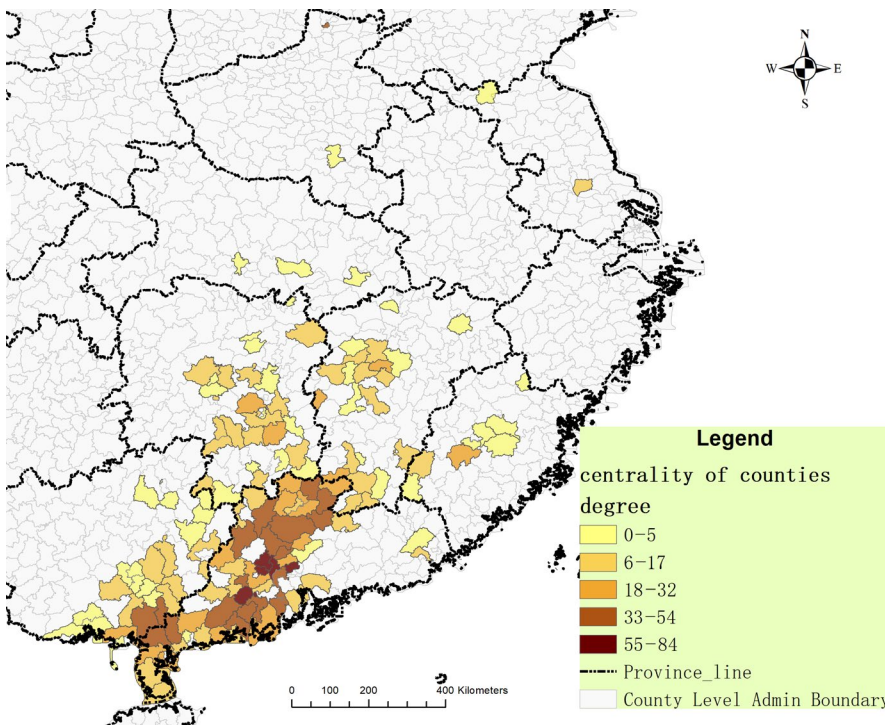 N
W E
S
Legend
centrality of counties
degree
0-5
6-17
18-32
33-54
55-84
Province_line
County Level Admin Boundary
0 100 200 400 Kilometers